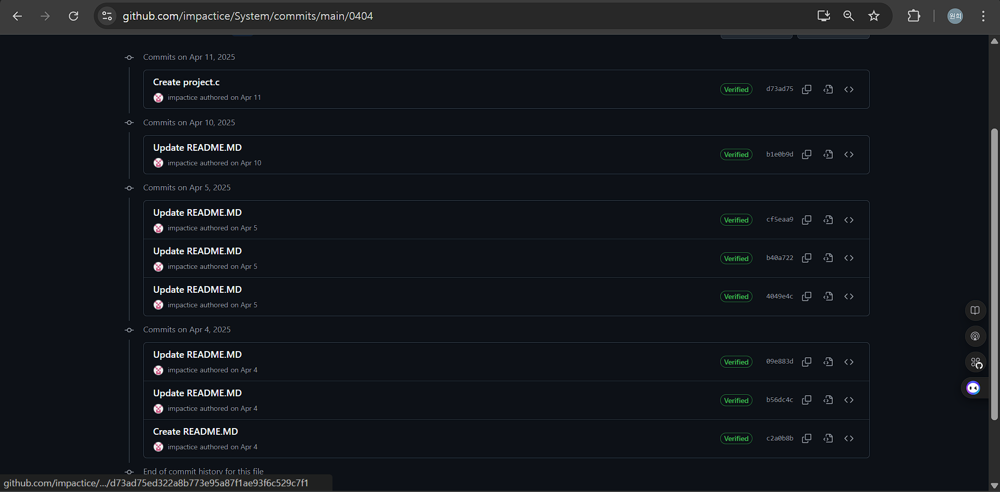 github.com/impactice/System/commits/main/0404
원희
Commits on Apr 11, 2025
Create project.c
impactice authored on Apr 11
Verified
d73ad75
Commits on Apr 10, 2025
Update README.MD
impactice authored on Apr 10
Verified
b1e0b9d
Commits on Apr 5, 2025
Update README.MD
impactice authored on Apr 5
Verified
cf5eaa9
Update README.MD
impactice authored on Apr 5
Verified
b40a722
Update README.MD
impactice authored on Apr 5
Verified
4049e4c
Commits on Apr 4, 2025
Update README.MD
impactice authored on Apr 4
Verified
09e883d
Update README.MD
impactice authored on Apr 4
Verified
b56dc4c
Create README.MD
impactice authored on Apr 4
Verified
c2a0b8b
End of commit history for this file
github.com/impactice/.../d73ad75ed322a8b773e95a87f1ae93f6c529c7f1